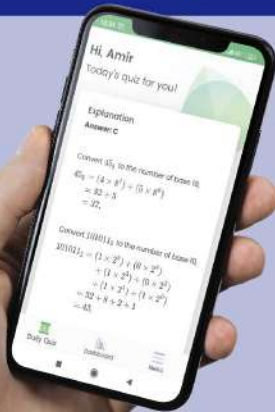 Hi, Amir
Today's quiz for you!
Explanation
Answer: C
Convert 45₈ to the number of base 10,
45₈ = (4 × 8¹) + (5 × 8⁰)
= 32 + 5
= 37,
Convert 101011₂ to the number of base 10,
101011₂ = (1 × 2⁵) + (0 × 2⁴)
+ (1 × 2³) + (0 × 2²)
+ (1 × 2¹) + (1 × 2⁰)
= 32 + 8 + 2 + 1
= 43,
Daily Quiz
Dashboard
Menu